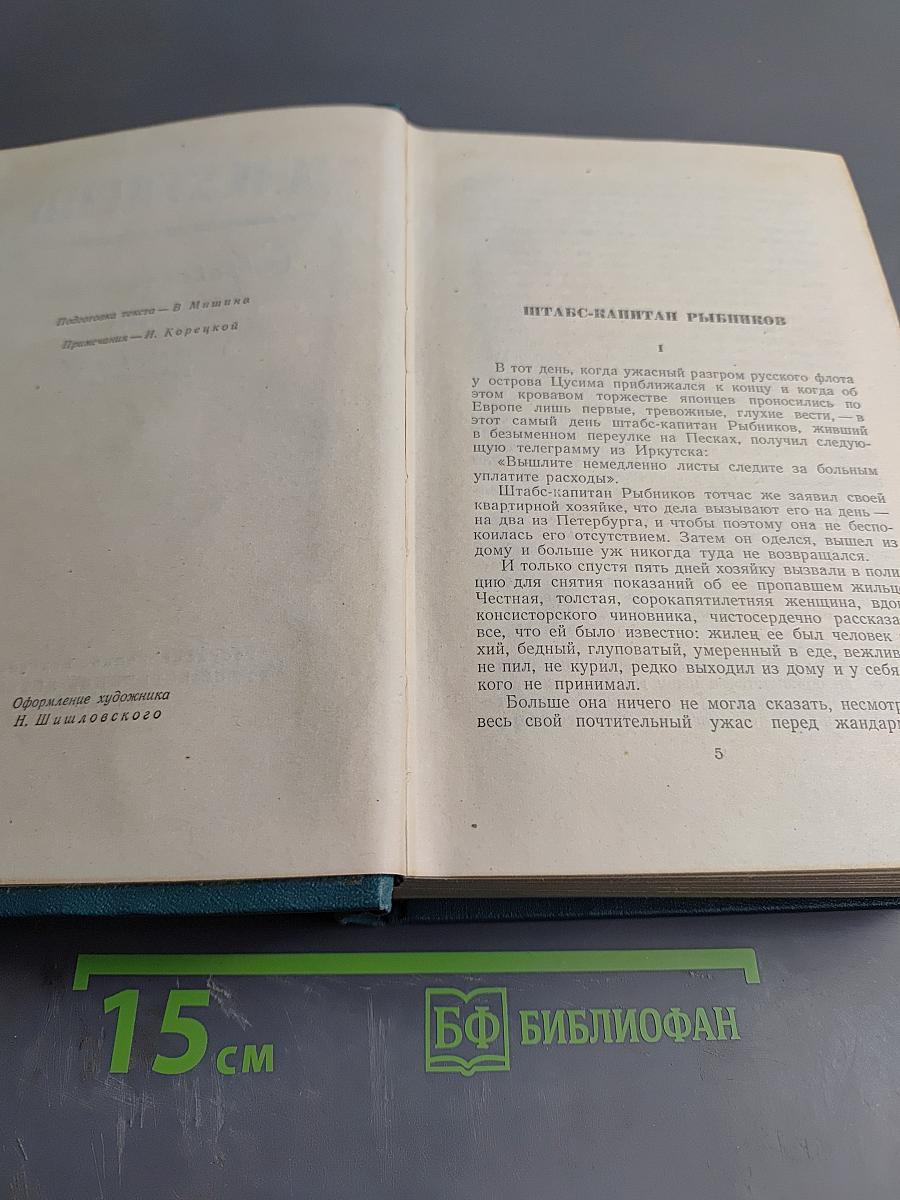 Подготовка текста — В Мишина
Примечания — И. Корецкой
Оформление художника
Н. Шишловского
ШТАБС-КАПИТАН РЫБНИКОВ
I
В тот день, когда ужасный разгром русского флота
у острова Цусима приближался к концу и когда об
этом кровавом торжестве японцев проносились по
Европе лишь первые, тревожные, глухие вести, — в
этот самый день штабс-капитан Рыбников, живший
в безыменном переулке на Песках, получил следую-
щую телеграмму из Иркутска:
«Вышлите немедленно листы следите за больным
уплатите расходы».
Штабс-капитан Рыбников тотчас же заявил своей
квартирной хозяйке, что дела вызывают его на день —
на два из Петербурга, и чтобы поэтому она не беспо-
коилась его отсутствием. Затем он оделся, вышел из
дому и больше уж никогда туда не возвращался.
И только спустя пять дней хозяйку вызвали в поли
цию для снятия показаний об ее пропавшем жильц
Честная, толстая, сорокапятилетняя женщина, вдов
консисторского чиновника, чистосердечно рассказа
все, что ей было известно: жилец ее был человек
хий, бедный, глуповатый, умеренный в еде, вежлив
не пил, не курил, редко выходил из дому и у себя
кого не принимал.
Больше она ничего не могла сказать, несмотр
весь свой почтительный ужас перед жандарм
5
15 см
БФ БИБЛИОФАН